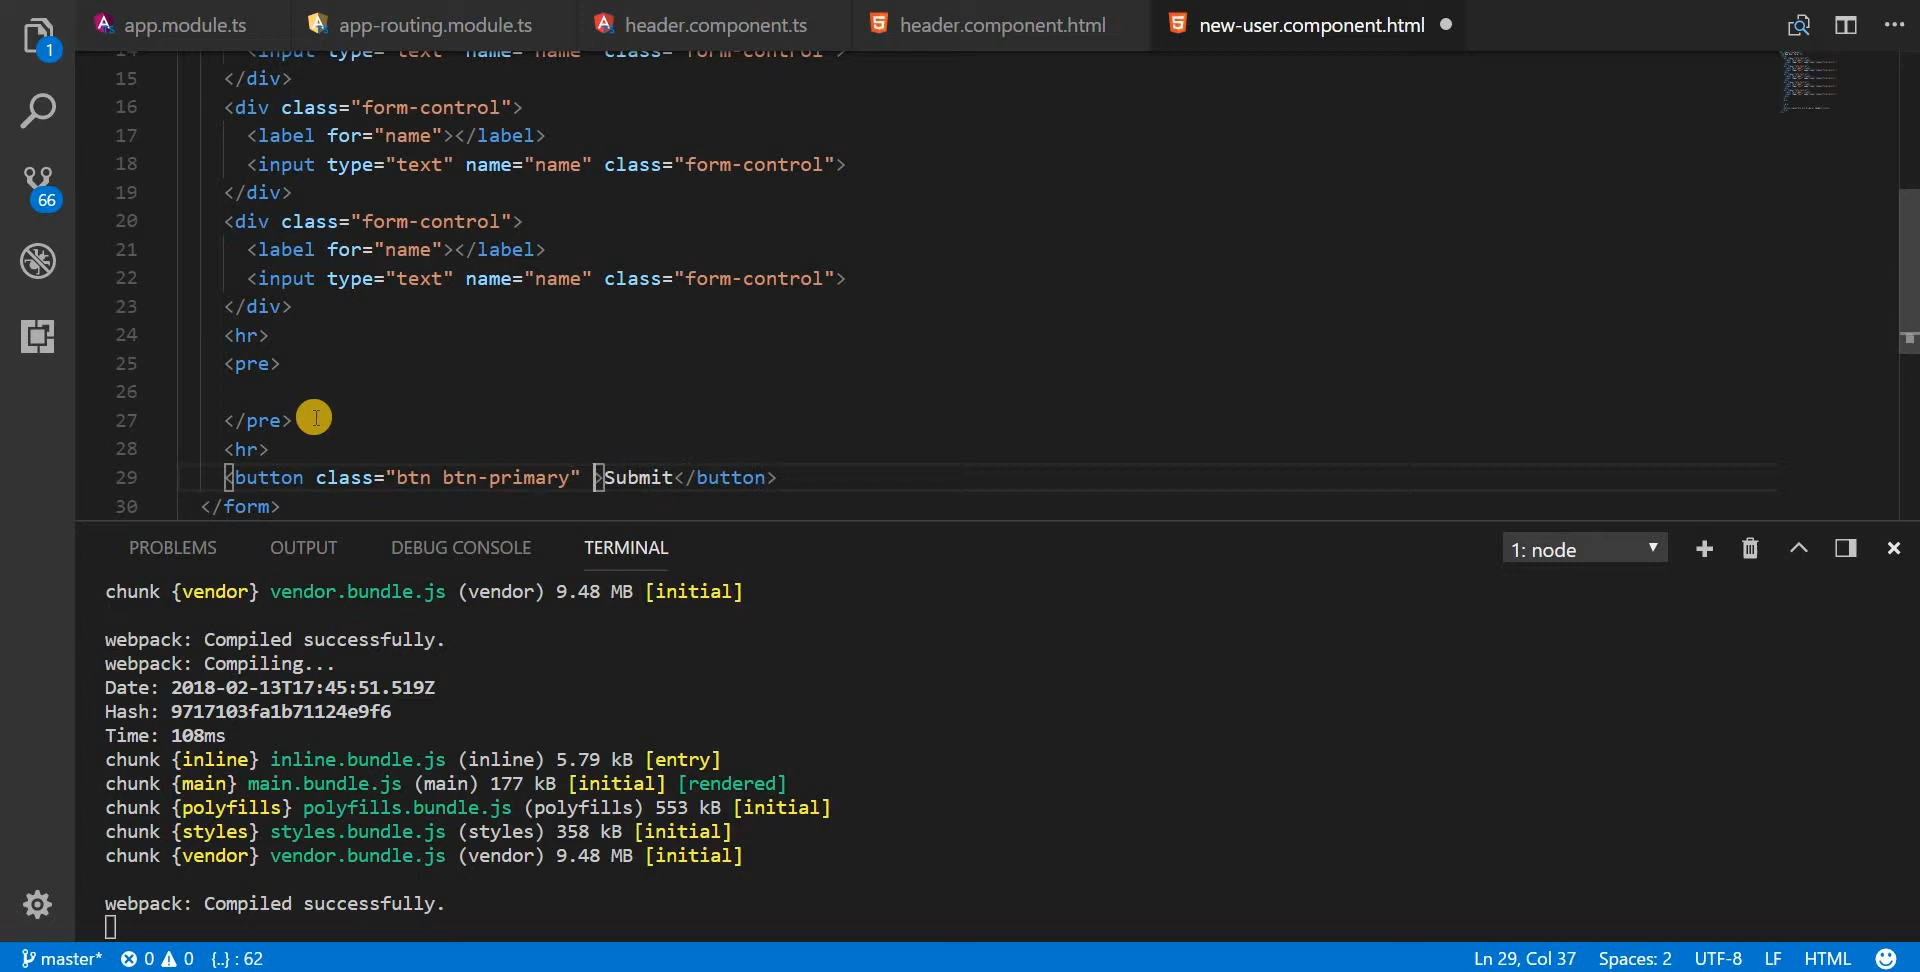 app.module.ts app-routing.module.ts header.component.ts header.component.html new-user.component.html
14 <input type="text" name="name" class="form-control">
15 </div>
16 <div class="form-control">
17 <label for="name"></label>
18 <input type="text" name="name" class="form-control">
19 </div>
20 <div class="form-control">
21 <label for="name"></label>
22 <input type="text" name="name" class="form-control">
23 </div>
24 <hr>
25 <pre>
26
27 </pre>
28 <hr>
29 <button class="btn btn-primary" >Submit</button>
30 </form>
1
66
PROBLEMS OUTPUT DEBUG CONSOLE TERMINAL 1: node
chunk {vendor} vendor.bundle.js (vendor) 9.48 MB [initial]
webpack: Compiled successfully.
webpack: Compiling...
Date: 2018-02-13T17:45:51.519Z
Hash: 9717103fa1b71124e9f6
Time: 108ms
chunk {inline} inline.bundle.js (inline) 5.79 kB [entry]
chunk {main} main.bundle.js (main) 177 kB [initial] [rendered]
chunk {polyfills} polyfills.bundle.js (polyfills) 553 kB [initial]
chunk {styles} styles.bundle.js (styles) 358 kB [initial]
chunk {vendor} vendor.bundle.js (vendor) 9.48 MB [initial]
webpack: Compiled successfully.
master* 0 0 {..} : 62 Ln 29, Col 37 Spaces: 2 UTF-8 LF HTML